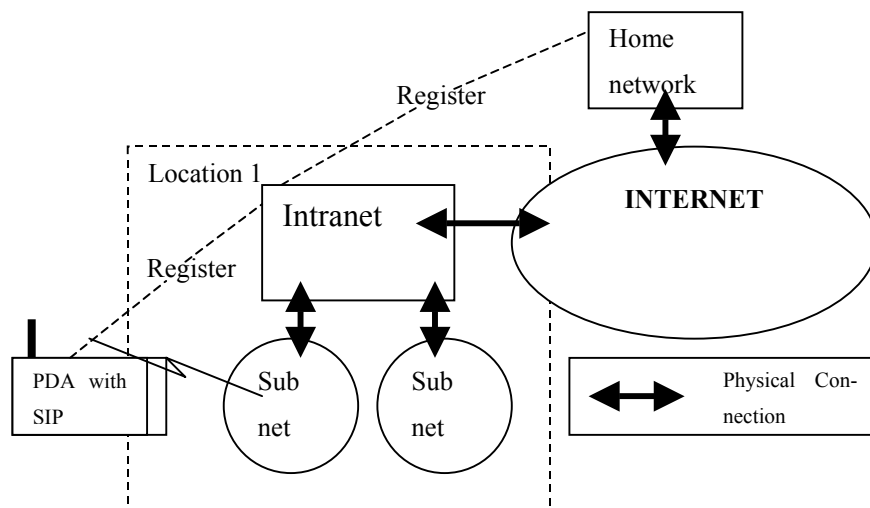 Home
network
Register
Location 1
Intranet
INTERNET
Register
PDA with
SIP
Sub
net
Sub
net
Physical Con-
nection